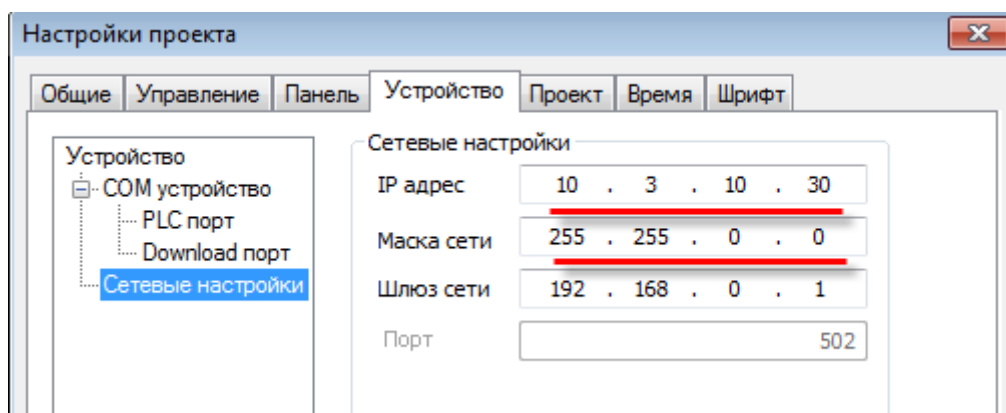 Настройки проекта
Общие Управление Панель Устройство Проект Время Шрифт
Устройство
COM устройство
PLC порт
Download порт
Сетевые настройки
Сетевые настройки
IP адрес 10 . 3 . 10 . 30
Маска сети 255 . 255 . 0 . 0
Шлюз сети 192 . 168 . 0 . 1
Порт 502